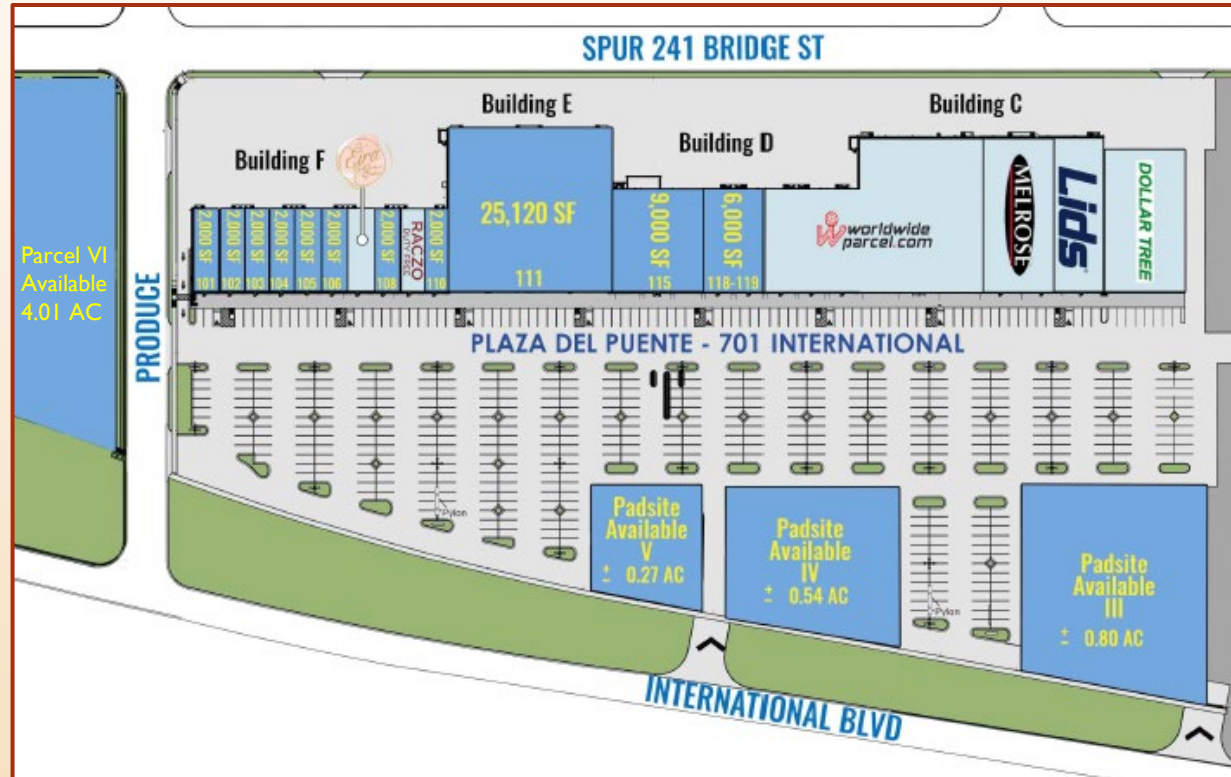 SPUR 241 BRIDGE ST
Building E
Building C
Building D
Building F
Eira
25,120 SF
111
9,000 SF
115
6,000 SF
118-119
worldwide
parcel.com
MELROSE
Lids
DOLLAR TREE
2,000 SF
101
2,000 SF
102
2,000 SF
103
2,000 SF
104
2,000 SF
105
2,000 SF
106
2,000 SF
108
RACZO
DUTY FREE
2,000 SF
110
Parcel VI
Available
4.01 AC
PRODUCE
PLAZA DEL PUENTE - 701 INTERNATIONAL
Pylon
Padsite
Available
V
± 0.27 AC
Padsite
Available
IV
± 0.54 AC
Pylon
Padsite
Available
III
± 0.80 AC
INTERNATIONAL BLVD